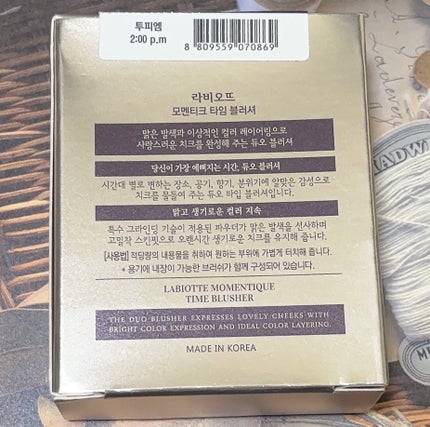 투피엠
2:00 p.m
8 809559 070869
라비오뜨
모멘티크 타임 블러셔
맑은 발색과 이상적인 컬러 레이어링으로
사랑스러운 치크를 완성해 주는 듀오 블러셔
당신이 가장 예뻐지는 시간, 듀오 블러셔
시간대 별로 변하는 장소, 공기, 향기, 분위기에 알맞은 감성으로
치크를 물들여 주는 듀오 타임 블러셔입니다.
맑고 생기로운 컬러 지속
특수 그라인딩 기술이 적용된 파우더가 맑은 발색을 선사하며
고밀착 스킨핏으로 오랜시간 생기로운 치크를 유지해 줍니다.
[사용법] 적당량의 내용물을 취하여 원하는 부위에 가볍게 터치해 줍니다.
* 용기에 내장이 가능한 브러쉬가 함께 구성되어 있습니다.
LABIOTTE MOMENTIQUE
TIME BLUSHER
THE DUO BLUSHER EXPRESSES LOVELY CHEEKS WITH
BRIGHT COLOR EXPRESSION AND IDEAL COLOR LAYERING.
MADE IN KOREA